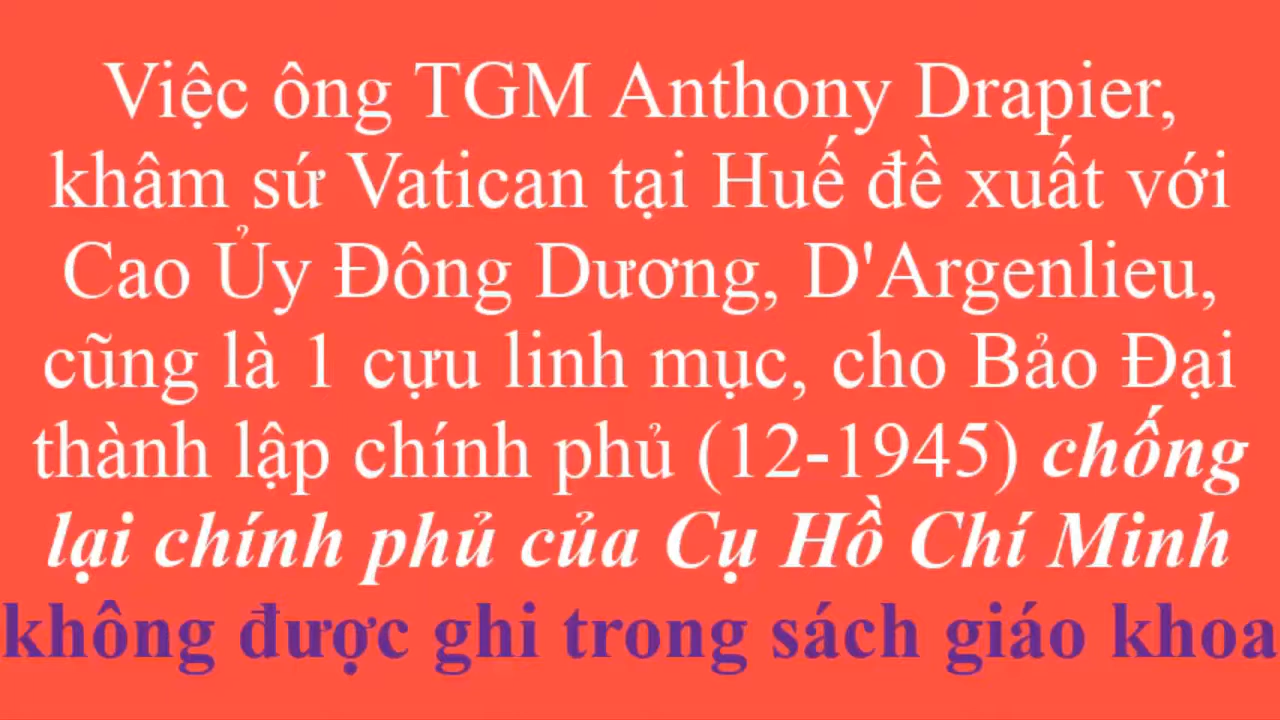 Việc ông TGM Anthony Drapier,
khâm sứ Vatican tại Huế đề xuất với
Cao Ủy Đông Dương, D'Argenlieu,
cũng là 1 cựu linh mục, cho Bảo Đại
thành lập chính phủ (12-1945) chống
lại chính phủ của Cụ Hồ Chí Minh
không được ghi trong sách giáo khoa